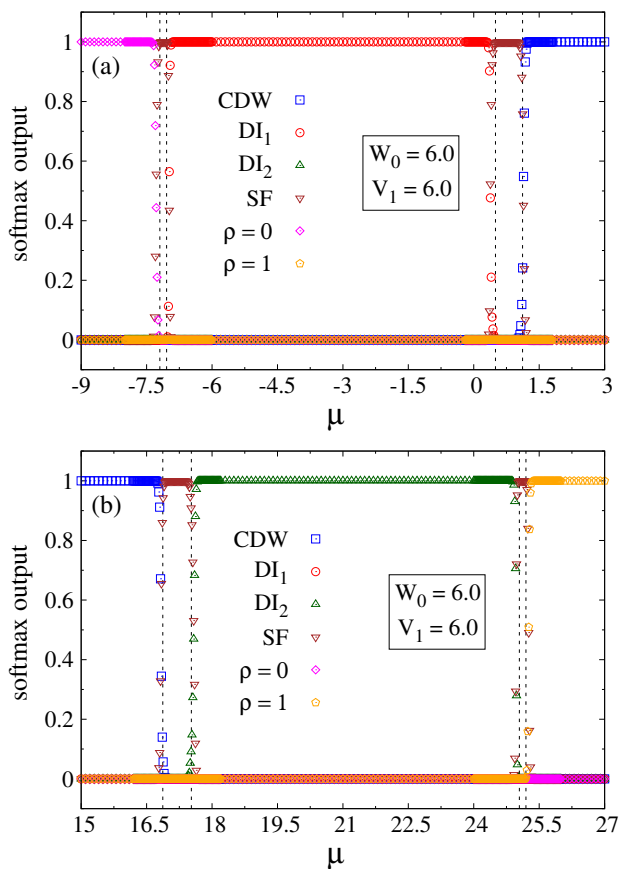 (a)
softmax output
1
0.8
0.6
0.4
0.2
0
CDW
DI₁
DI₂
SF
ρ = 0
ρ = 1
W₀ = 6.0
V₁ = 6.0
-9 -7.5 -6 -4.5 -3 -1.5 0 1.5 3
μ
(b)
softmax output
1
0.8
0.6
0.4
0.2
0
CDW
DI₁
DI₂
SF
ρ = 0
ρ = 1
W₀ = 6.0
V₁ = 6.0
15 16.5 18 19.5 21 22.5 24 25.5 27
μ